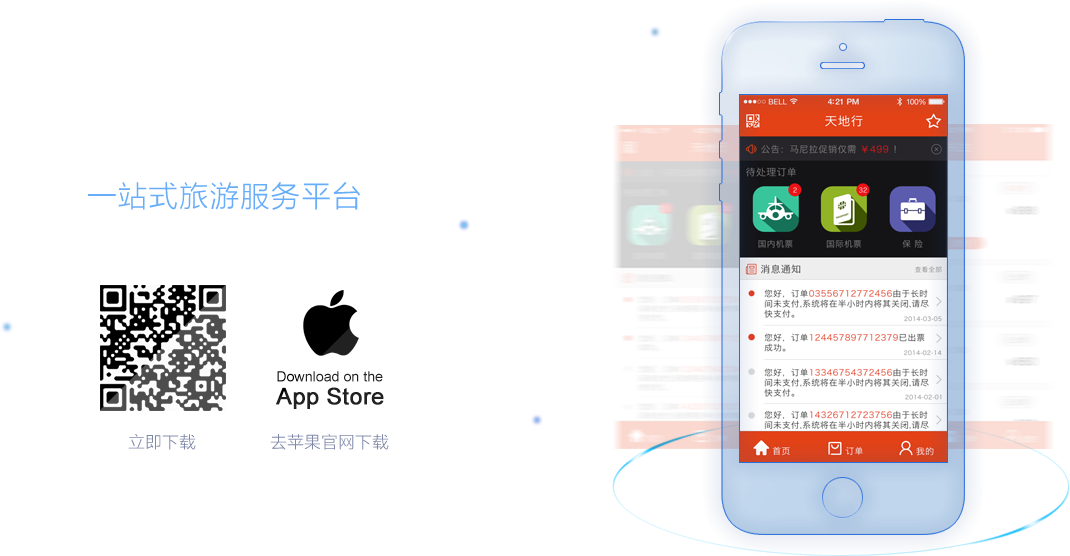 一站式旅游服务平台
Download on the
App Store
立即下载
去苹果官网下载
BELL
4:21 PM
100%
天地行
公告：马尼拉促销仅需 ￥499 ！
待处理订单
2
32
国内机票
国际机票
保 险
消息通知
查看全部
您好，订单03556712772456由于长时
间未支付,系统将在半小时内将其关闭,请尽
快支付。
2014-03-05
您好，订单124457897712379已出票
成功。
2014-02-14
您好，订单13346754372456由于长时
间未支付,系统将在半小时内将其关闭,请尽
快支付。
2014-02-01
您好，订单14326712723756由于长时
间未支付,系统将在半小时内将其关闭,请尽
首页
订单
我的